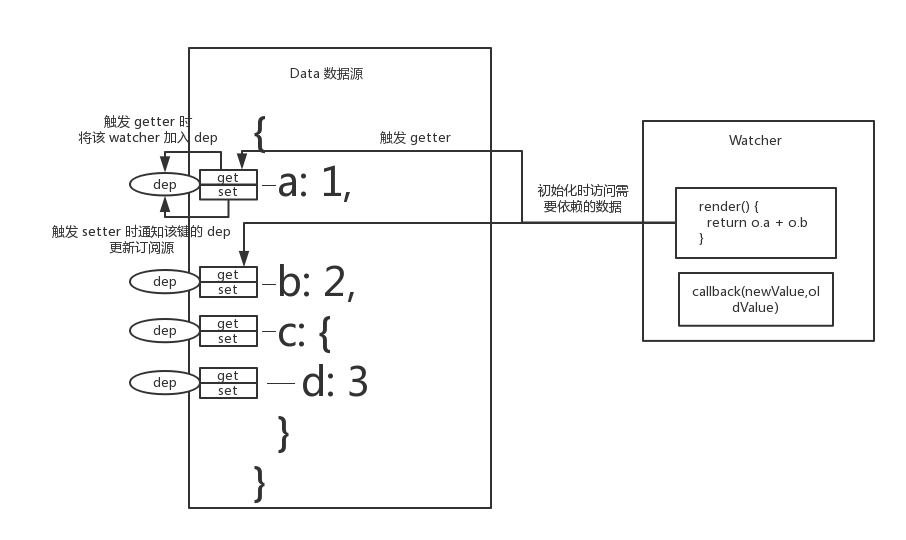 Data 数据源
触发 getter 时
将该 watcher 加入 dep
{
触发 getter
Watcher
dep
get
set
a: 1,
初始化时访问需
要依赖的数据
render() {
return o.a + o.b
}
触发 setter 时通知该键的 dep
更新订阅源
dep
get
set
b: 2,
callback(newValue,ol
dValue)
dep
get
set
c: {
dep
get
set
d: 3
}
}